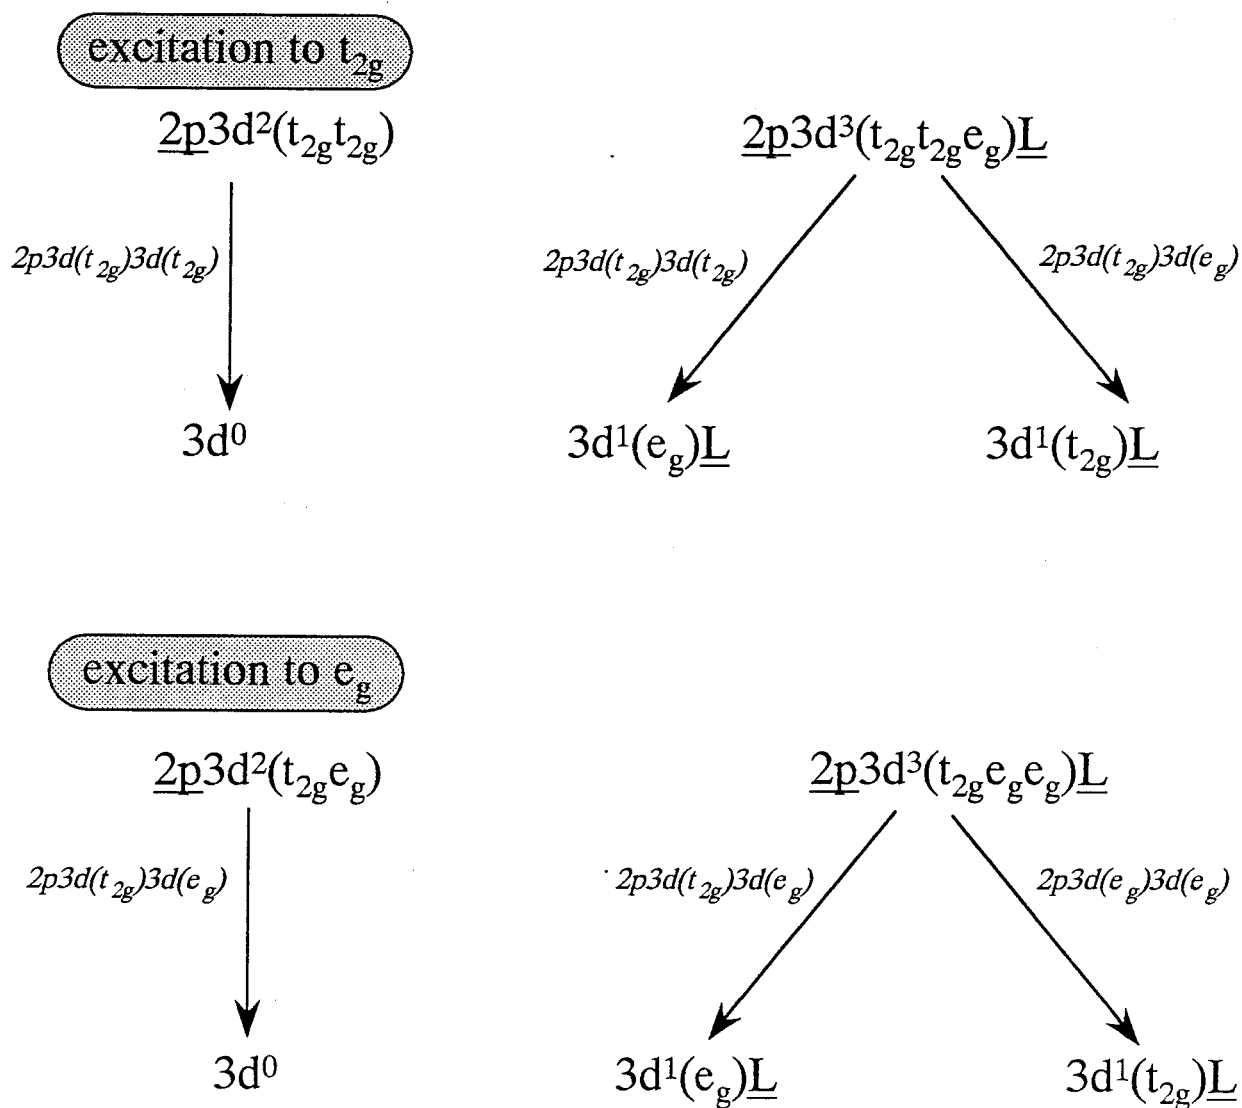 excitation to t₂g
2p3d²(t₂gt₂g)
2p3d³(t₂gt₂geg)L
2p3d(t₂g)3d(t₂g)
2p3d(t₂g)3d(t₂g)
2p3d(t₂g)3d(eg)
3d⁰
3d¹(eg)L
3d¹(t₂g)L
excitation to eg
2p3d²(t₂geg)
2p3d³(t₂gegeg)L
2p3d(t₂g)3d(eg)
2p3d(t₂g)3d(eg)
2p3d(eg)3d(eg)
3d⁰
3d¹(eg)L
3d¹(t₂g)L